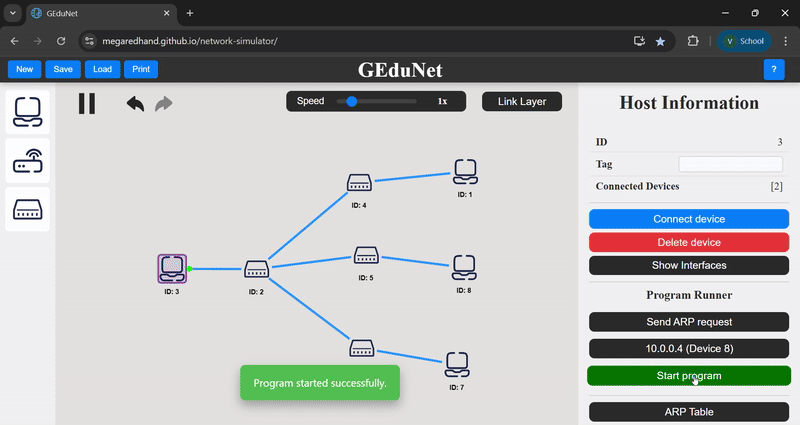 GEduNet
megaredhand.github.io/network-simulator/
V School
New Save Load Print
GEduNet
?
Speed 1x
Link Layer
ID: 1
ID: 4
ID: 3
ID: 2
ID: 5
ID: 8
ID: 7
Program started successfully.
Host Information
ID 3
Tag
Connected Devices [2]
Connect device
Delete device
Show Interfaces
Program Runner
Send ARP request
10.0.0.4 (Device 8)
Start program
ARP Table